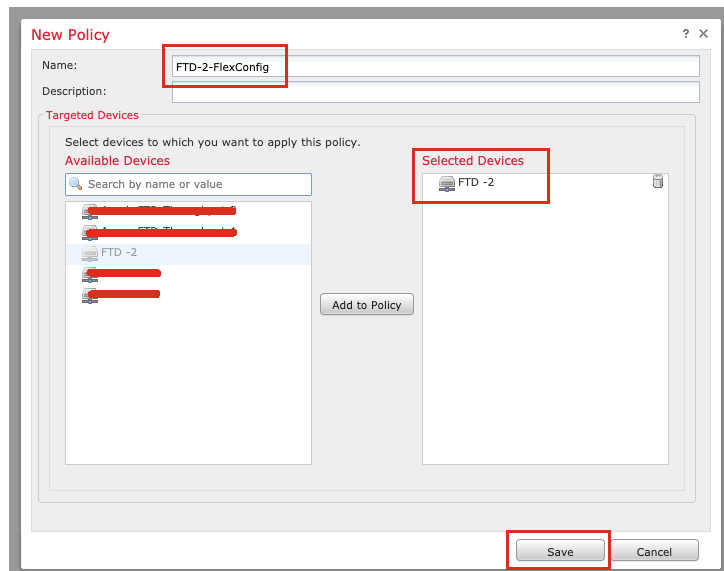 New Policy
?
Name:
FTD-2-FlexConfig
Description:
Targeted Devices
Select devices to which you want to apply this policy.
Available Devices
Search by name or value
FTD -2
Add to Policy
Selected Devices
FTD -2
Save
Cancel